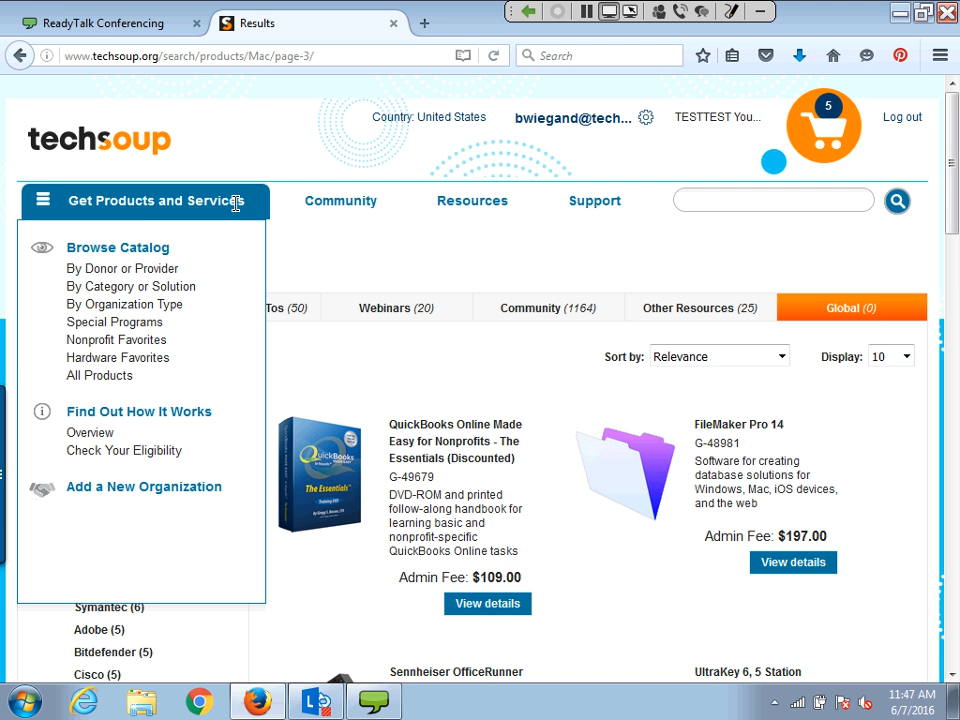 ReadyTalk Conferencing
Results
www.techsoup.org/search/products/Mac/page-3/
Search
techsoup
Country: United States
bwiegand@tech...
TESTTEST You...
5
Log out
Get Products and Services
Community
Resources
Support
Browse Catalog
By Donor or Provider
By Category or Solution
By Organization Type
Special Programs
Nonprofit Favorites
Hardware Favorites
All Products
Find Out How It Works
Overview
Check Your Eligibility
Add a New Organization
Symantec (6)
Adobe (5)
Bitdefender (5)
Cisco (5)
Tos (50)
Webinars (20)
Community (1164)
Other Resources (25)
Global (0)
Sort by:
Relevance
Display:
10
QuickBooks
The Essentials
QuickBooks Online Made
Easy for Nonprofits - The
Essentials (Discounted)
G-49679
DVD-ROM and printed
follow-along handbook for
learning basic and
nonprofit-specific
QuickBooks Online tasks
Admin Fee: $109.00
View details
FileMaker Pro 14
G-48981
Software for creating
database solutions for
Windows, Mac, iOS devices,
and the web
Admin Fee: $197.00
View details
Sennheiser OfficeRunner
UltraKey 6, 5 Station
11:47 AM
6/7/2016